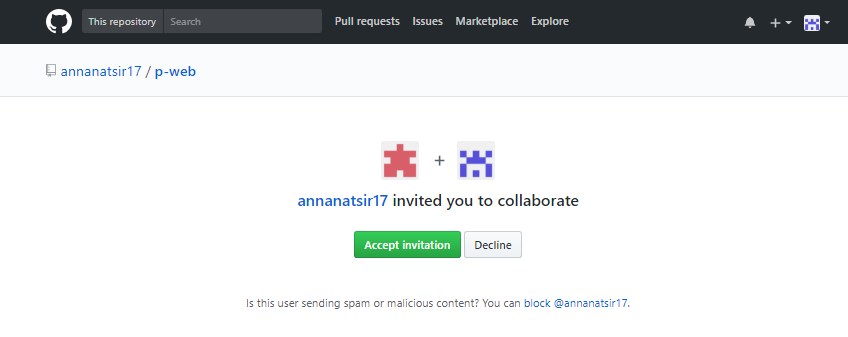 This repository Search Pull requests Issues Marketplace Explore
annanatsir17 / p-web
+
annanatsir17 invited you to collaborate
Accept invitation Decline
Is this user sending spam or malicious content? You can block @annanatsir17.